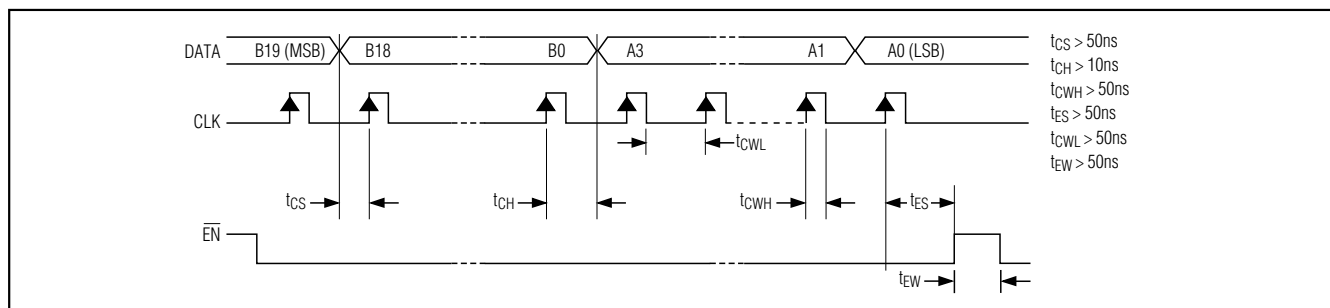 DATA B19 (MSB) B18 B0 A3 A1 A0 (LSB)
CLK
tCWL
tCS tCH tCWH tES
EN
tEW
tCS > 50ns
tCH > 10ns
tCWH > 50ns
tES > 50ns
tCWL > 50ns
tEW > 50ns